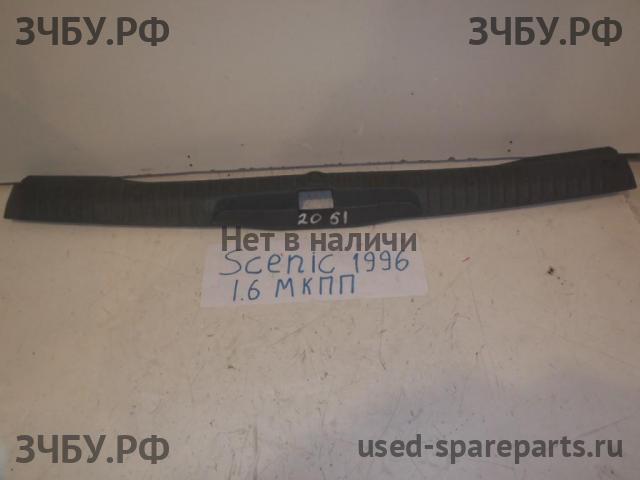 ЗЧБУ.РФ ЗЧБУ.РФ
20 61
Нет в наличи
Scenic 1996
1.6 МКПП
ЗЧБУ.РФ used-spareparts.ru